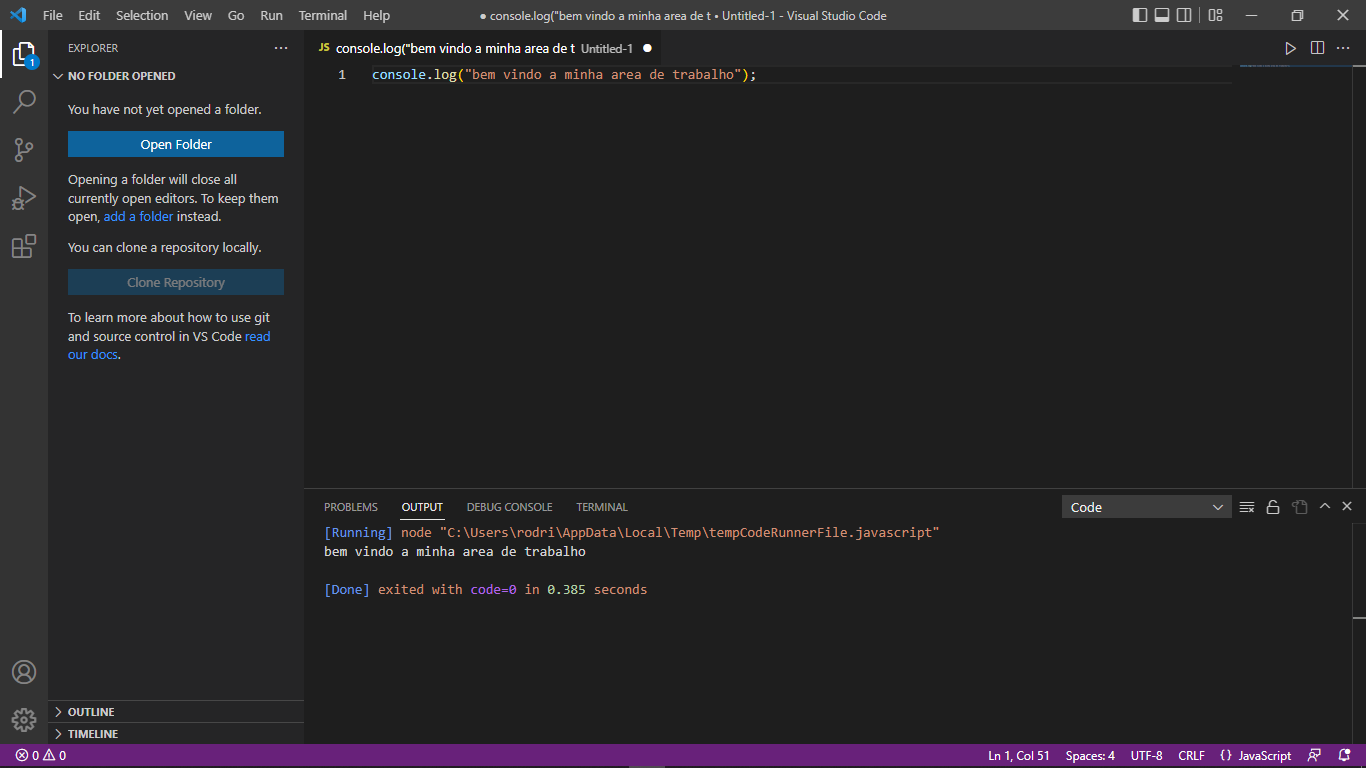 File Edit Selection View Go Run Terminal Help
● console.log("bem vindo a minha area de t • Untitled-1 - Visual Studio Code
EXPLORER
1
NO FOLDER OPENED
You have not yet opened a folder.
Open Folder
Opening a folder will close all
currently open editors. To keep them
open, add a folder instead.
You can clone a repository locally.
Clone Repository
To learn more about how to use git
and source control in VS Code read
our docs.
OUTLINE
TIMELINE
JS console.log("bem vindo a minha area de t Untitled-1 ●
1 console.log("bem vindo a minha area de trabalho");
PROBLEMS OUTPUT DEBUG CONSOLE TERMINAL
Code
[Running] node "C:\Users\rodri\AppData\Local\Temp\tempCodeRunnerFile.javascript"
bem vindo a minha area de trabalho
[Done] exited with code=0 in 0.385 seconds
0 0
Ln 1, Col 51 Spaces: 4 UTF-8 CRLF {} JavaScript